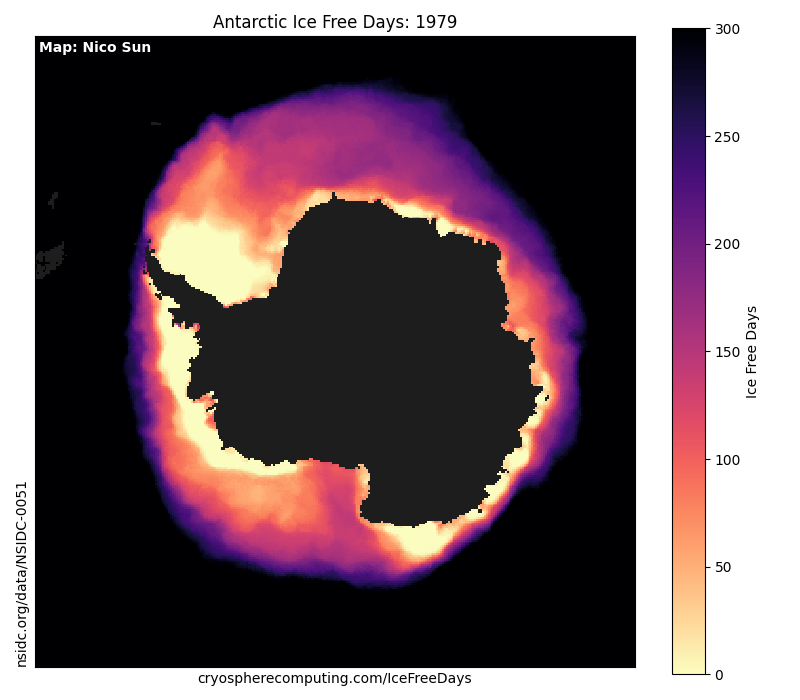 Antarctic Ice Free Days: 1979
Map: Nico Sun
300
250
200
150
100
50
0
Ice Free Days
nsidc.org/data/NSIDC-0051
cryospherecomputing.com/IceFreeDays